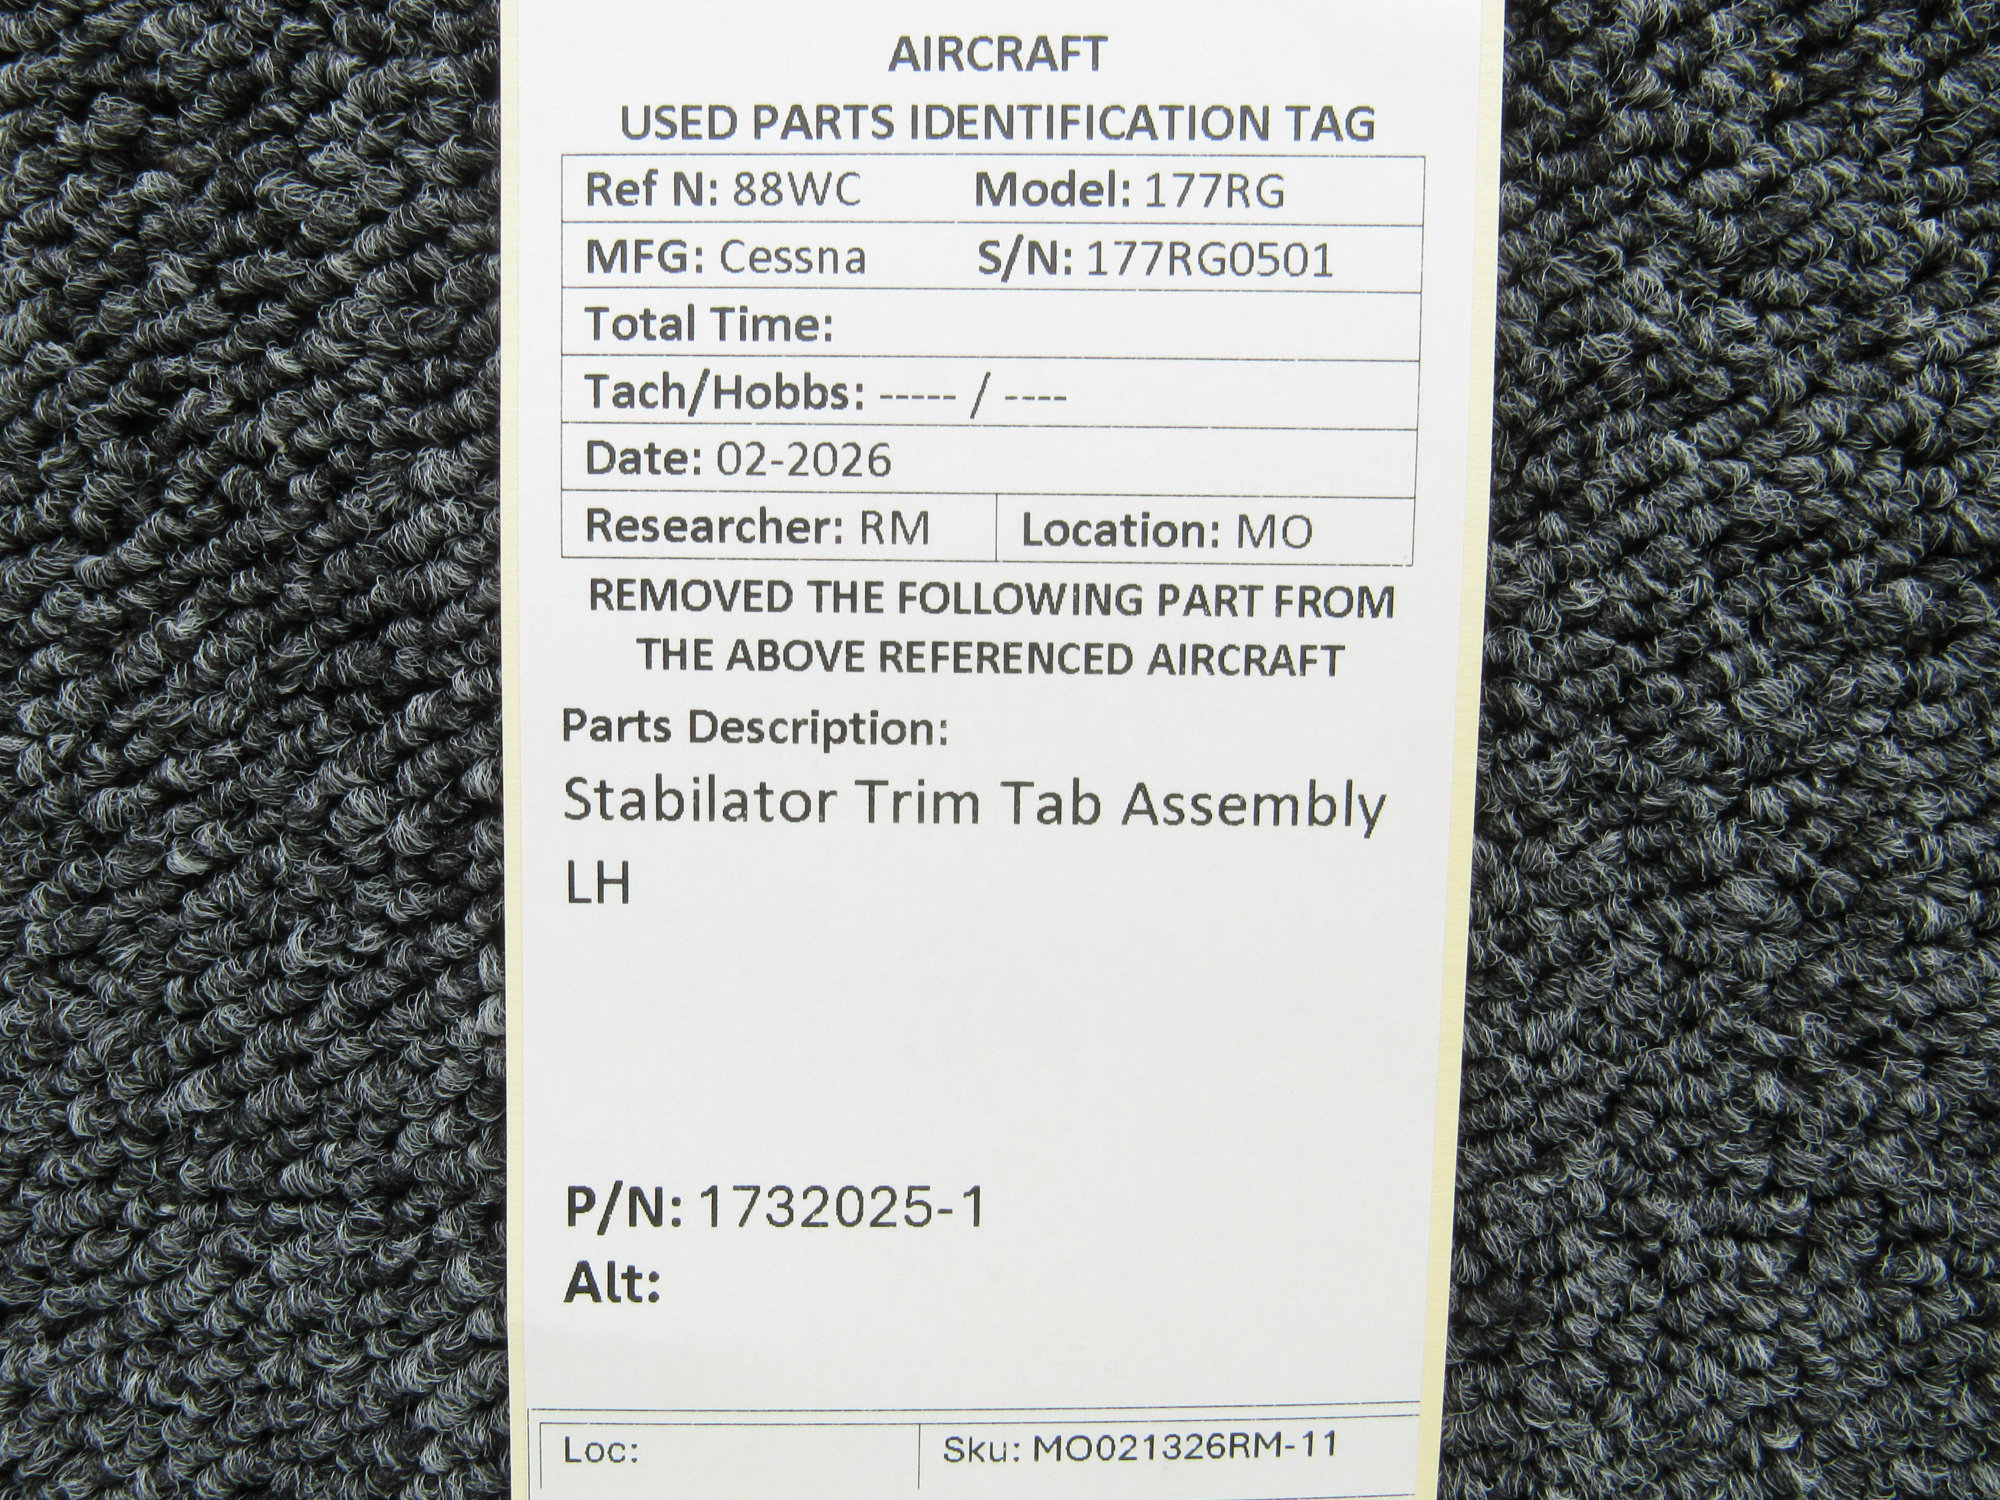 AIRCRAFT
USED PARTS IDENTIFICATION TAG
Ref N: 88WC Model: 177RG
MFG: Cessna S/N: 177RG0501
Total Time:
Tach/Hobbs: ----- / ----
Date: 02-2026
Researcher: RM Location: MO
REMOVED THE FOLLOWING PART FROM
THE ABOVE REFERENCED AIRCRAFT
Parts Description:
Stabilator Trim Tab Assembly
LH
P/N: 1732025-1
Alt:
Loc: Sku: MO021326RM-11